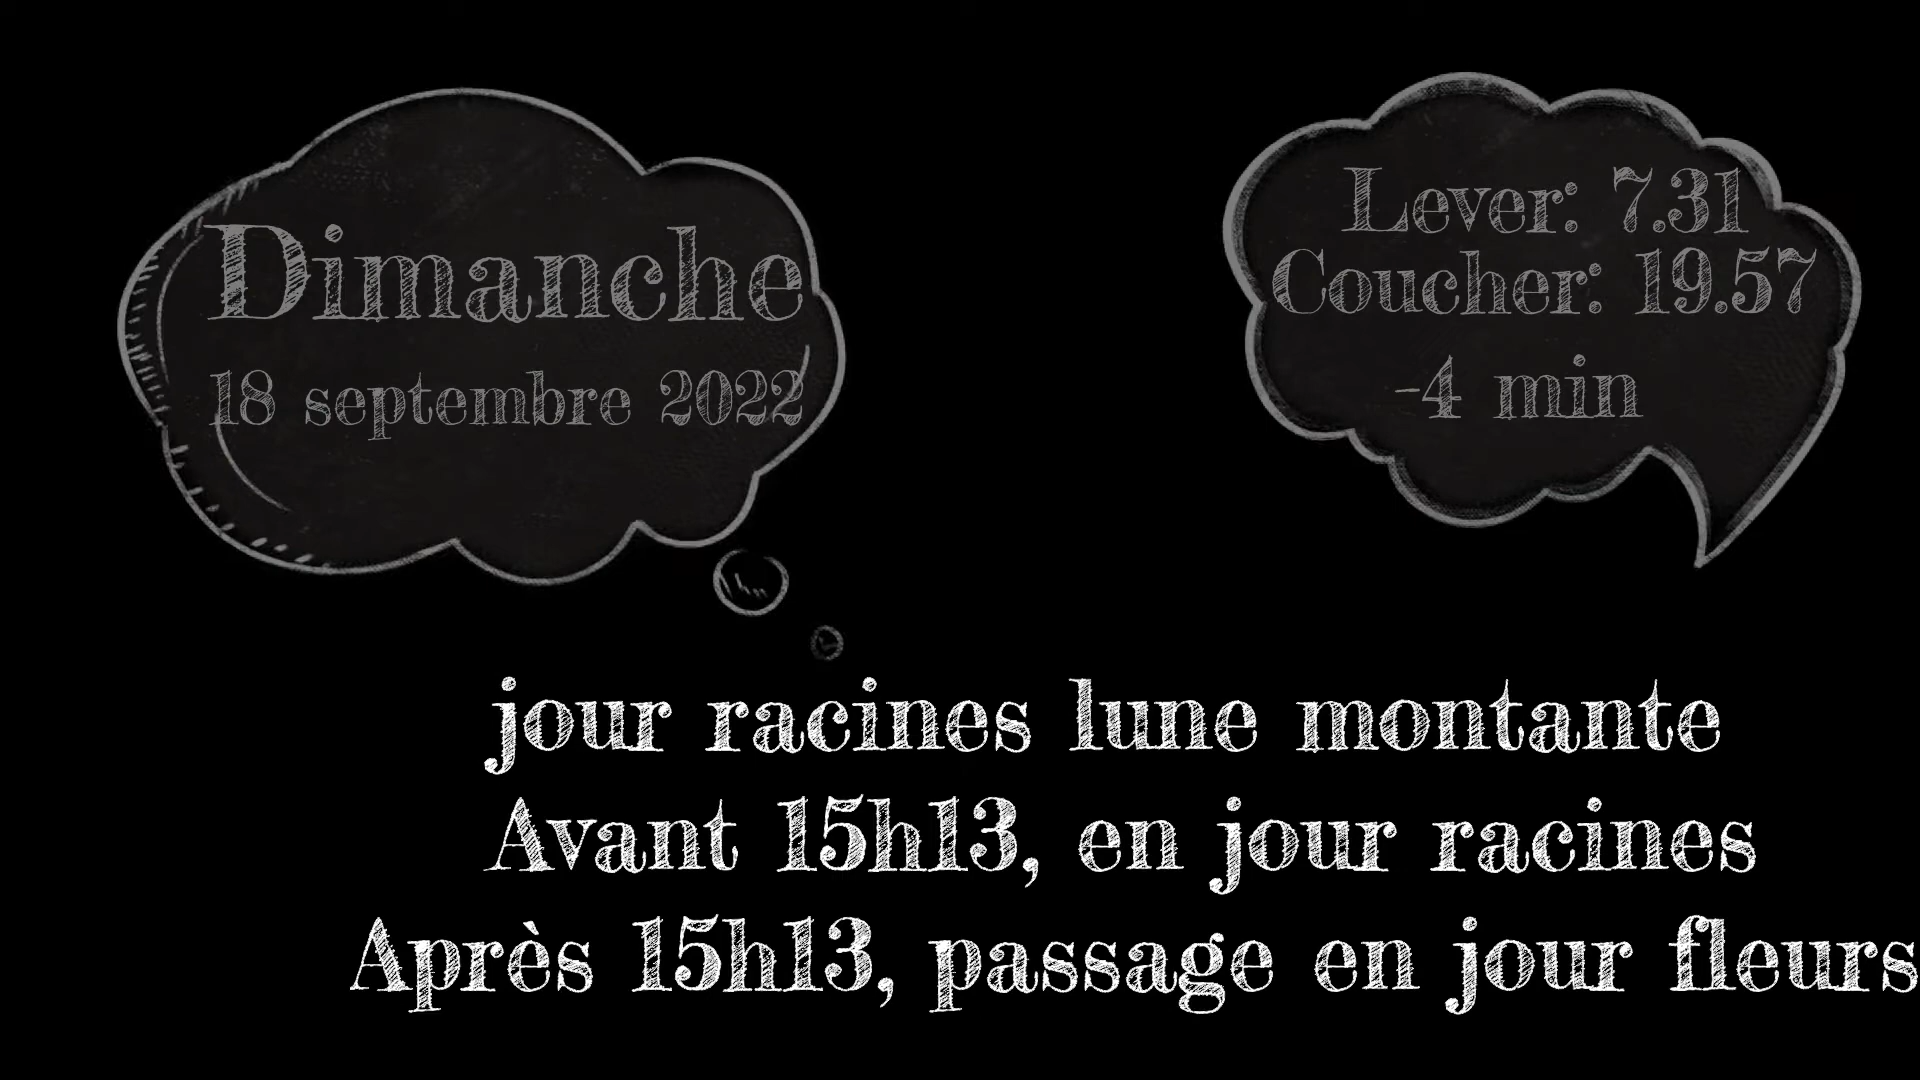 Dimanche
18 septembre 2022
Lever: 7.31
Coucher: 19.57
-4 min
jour racines lune montante
Avant 15h13, en jour racines
Après 15h13, passage en jour fleurs